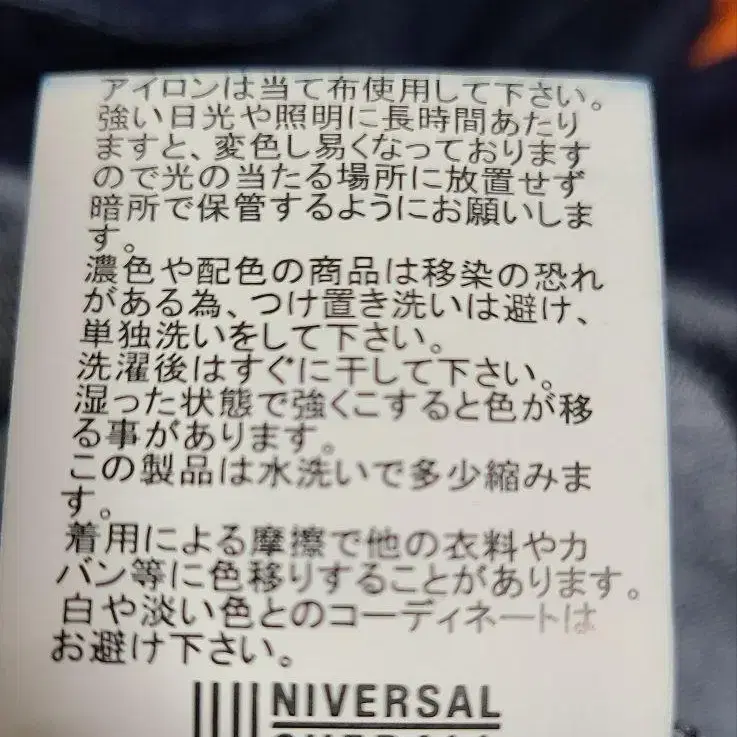 アイロンは当て布使用して下さい。
強い日光や照明に長時間あたり
ますと、変色し易くなっております
ので光の当たる場所に放置せず
暗所で保管するようにお願いしま
す。
濃色や配色の商品は移染の恐れ
がある為、つけ置き洗いは避け、
単独洗いをして下さい。
洗濯後はすぐに干して下さい。
湿った状態で強くこすると色が移
る事があります。
この製品は水洗いで多少縮みま
す。
着用による摩擦で他の衣料やカ
バン等に色移りすることがあります。
白や淡い色とのコーディネートは
お避け下さい。
NIVERSAL